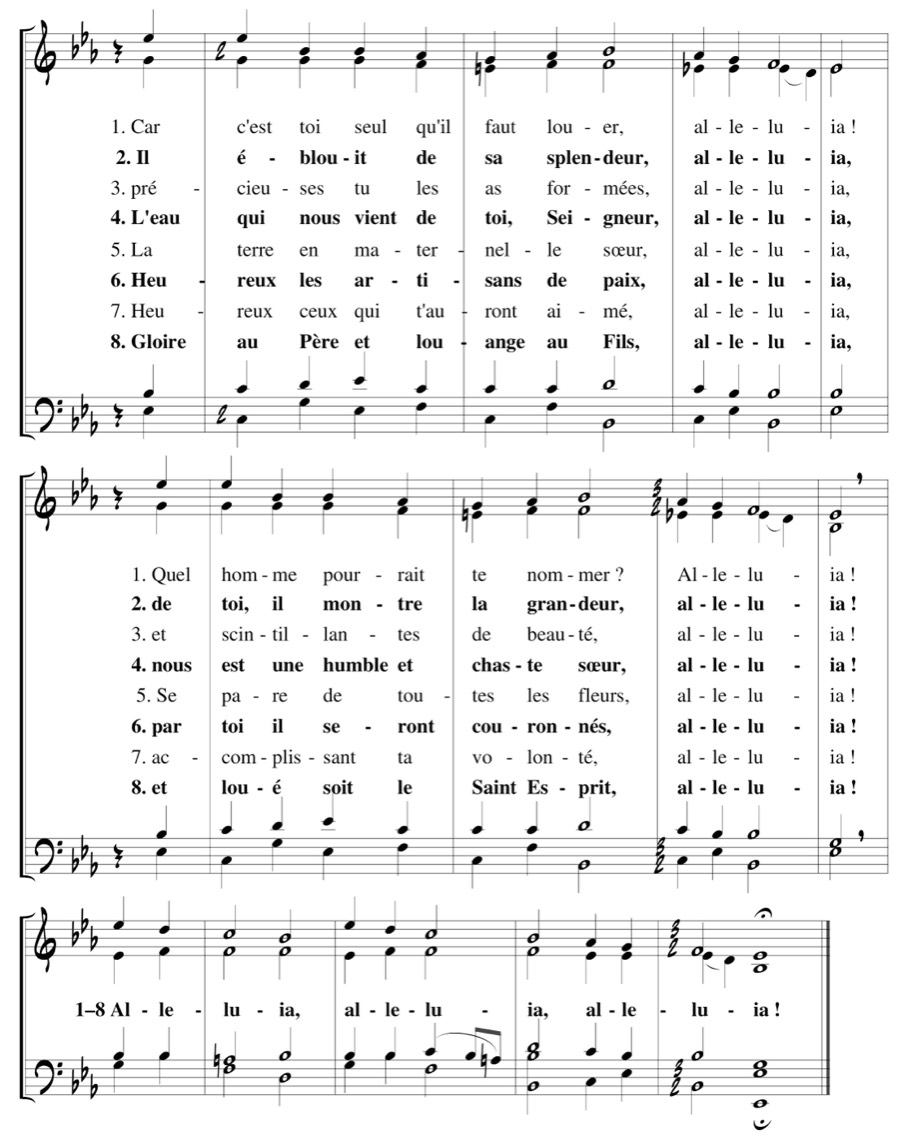 1. Car c'est toi seul qu'il faut lou - er, al - le - lu - ia !
2. Il é - blou - it de sa splen - deur, al - le - lu - ia,
3. pré - cieu - ses tu les as for - mées, al - le - lu - ia,
4. L'eau qui nous vient de toi, Sei - gneur, al - le - lu - ia,
5. La terre en ma - ter - nel - le sœur, al - le - lu - ia,
6. Heu - reux les ar - ti - sans de paix, al - le - lu - ia,
7. Heu - reux ceux qui t'au - ront ai - mé, al - le - lu - ia,
8. Gloire au Père et lou - ange au Fils, al - le - lu - ia,
1. Quel hom - me pour - rait te nom - mer ? Al - le - lu - ia !
2. de toi, il mon - tre la gran - deur, al - le - lu - ia !
3. et scin - til - lan - tes de beau - té, al - le - lu - ia !
4. nous est une humble et chas - te sœur, al - le - lu - ia !
5. Se pa - re de tou - tes les fleurs, al - le - lu - ia !
6. par toi il se - ront cou - ron - nés, al - le - lu - ia !
7. ac - com - plis - sant ta vo - lon - té, al - le - lu - ia !
8. et lou - é soit le Saint Es - prit, al - le - lu - ia !
1–8 Al - le - lu - ia, al - le - lu - ia, al - le - lu - ia !